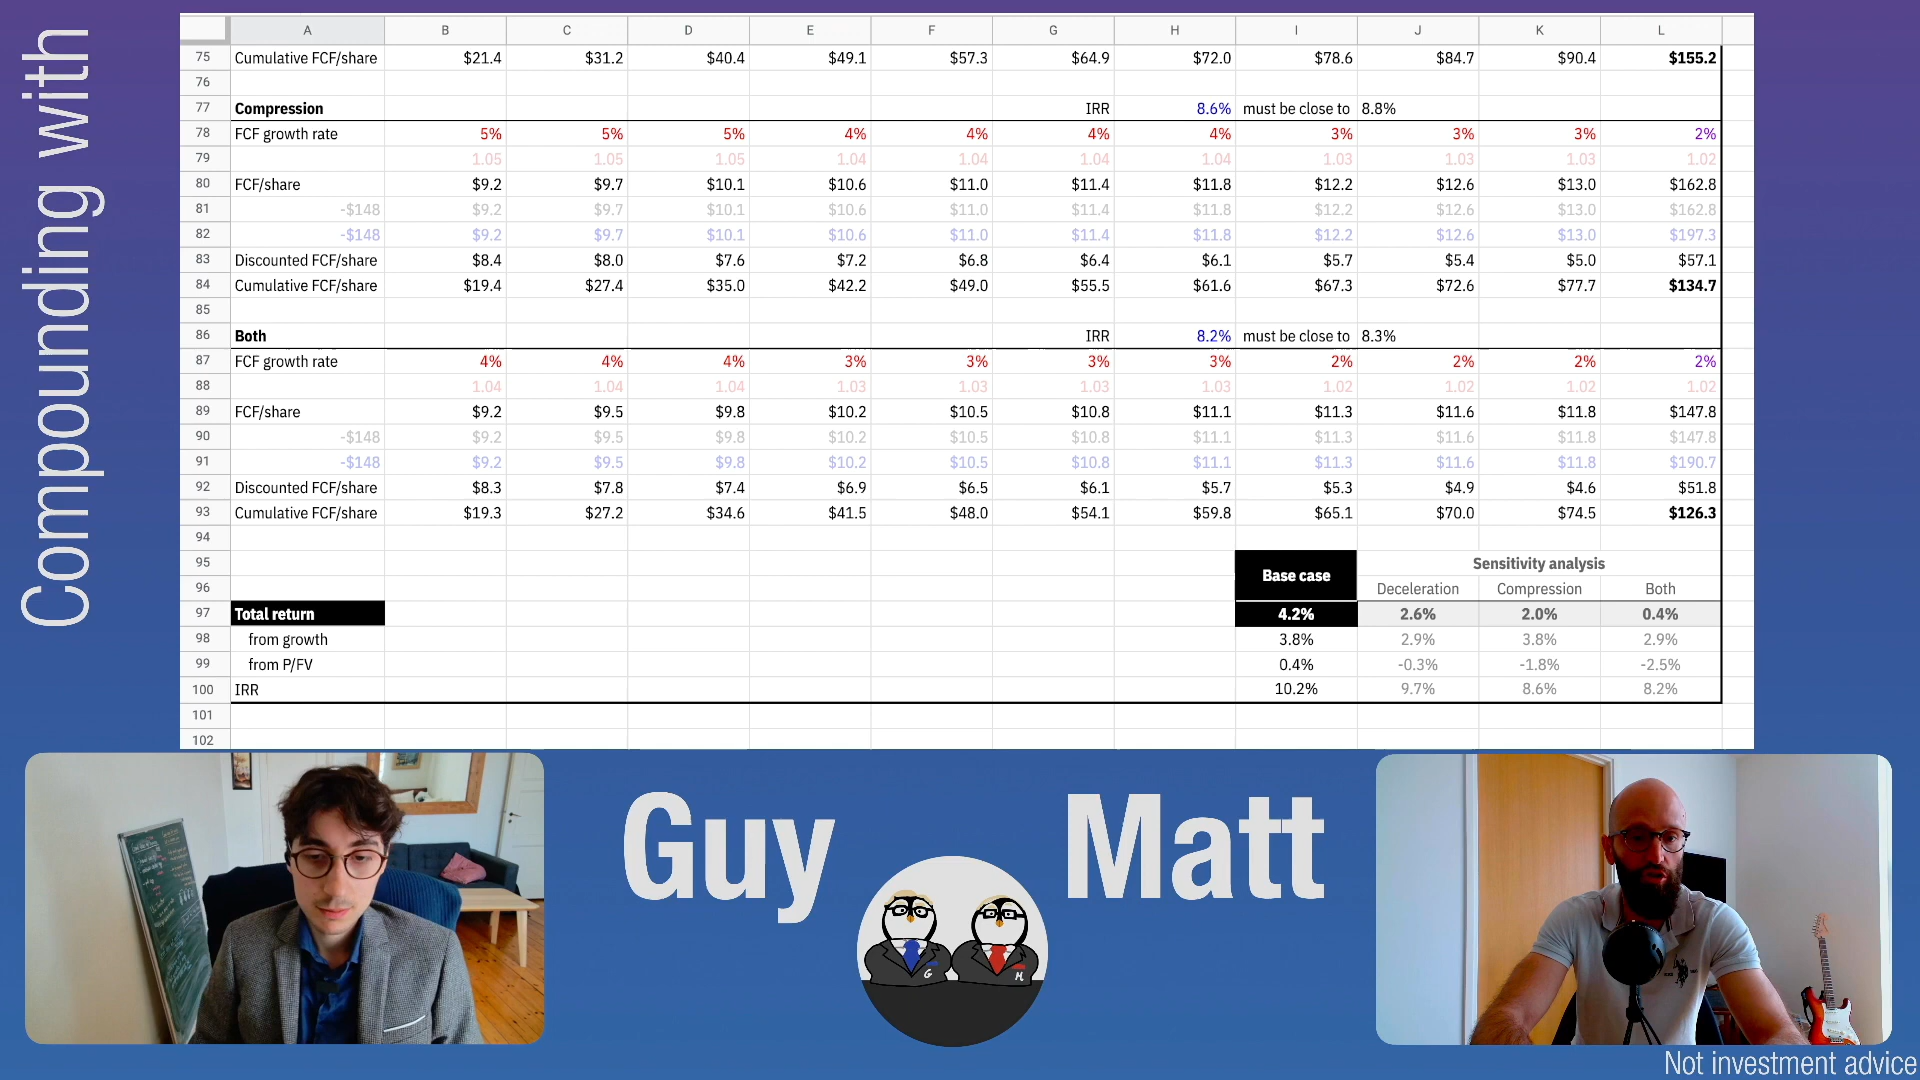 Compounding with
A B C D E F G H I J K L
75 Cumulative FCF/share $21.4 $31.2 $40.4 $49.1 $57.3 $64.9 $72.0 $78.6 $84.7 $90.4 $155.2
76
77 Compression IRR 8.6% must be close to 8.8%
78 FCF growth rate 5% 5% 5% 4% 4% 4% 4% 3% 3% 3% 2%
79 1.05 1.05 1.05 1.04 1.04 1.04 1.04 1.03 1.03 1.03 1.02
80 FCF/share $9.2 $9.7 $10.1 $10.6 $11.0 $11.4 $11.8 $12.2 $12.6 $13.0 $162.8
81 -$148 $9.2 $9.7 $10.1 $10.6 $11.0 $11.4 $11.8 $12.2 $12.6 $13.0 $162.8
82 -$148 $9.2 $9.7 $10.1 $10.6 $11.0 $11.4 $11.8 $12.2 $12.6 $13.0 $197.3
83 Discounted FCF/share $8.4 $8.0 $7.6 $7.2 $6.8 $6.4 $6.1 $5.7 $5.4 $5.0 $57.1
84 Cumulative FCF/share $19.4 $27.4 $35.0 $42.2 $49.0 $55.5 $61.6 $67.3 $72.6 $77.7 $134.7
85
86 Both IRR 8.2% must be close to 8.3%
87 FCF growth rate 4% 4% 4% 3% 3% 3% 3% 2% 2% 2% 2%
88 1.04 1.04 1.04 1.03 1.03 1.03 1.03 1.02 1.02 1.02 1.02
89 FCF/share $9.2 $9.5 $9.8 $10.2 $10.5 $10.8 $11.1 $11.3 $11.6 $11.8 $147.8
90 -$148 $9.2 $9.5 $9.8 $10.2 $10.5 $10.8 $11.1 $11.3 $11.6 $11.8 $147.8
91 -$148 $9.2 $9.5 $9.8 $10.2 $10.5 $10.8 $11.1 $11.3 $11.6 $11.8 $190.7
92 Discounted FCF/share $8.3 $7.8 $7.4 $6.9 $6.5 $6.1 $5.7 $5.3 $4.9 $4.6 $51.8
93 Cumulative FCF/share $19.3 $27.2 $34.6 $41.5 $48.0 $54.1 $59.8 $65.1 $70.0 $74.5 $126.3
94
95 Base case Sensitivity analysis
96 Deceleration Compression Both
97 Total return 4.2% 2.6% 2.0% 0.4%
98 from growth 3.8% 2.9% 3.8% 2.9%
99 from P/FV 0.4% -0.3% -1.8% -2.5%
100 IRR 10.2% 9.7% 8.6% 8.2%
101
102
Guy Matt
G M
Not investment advice